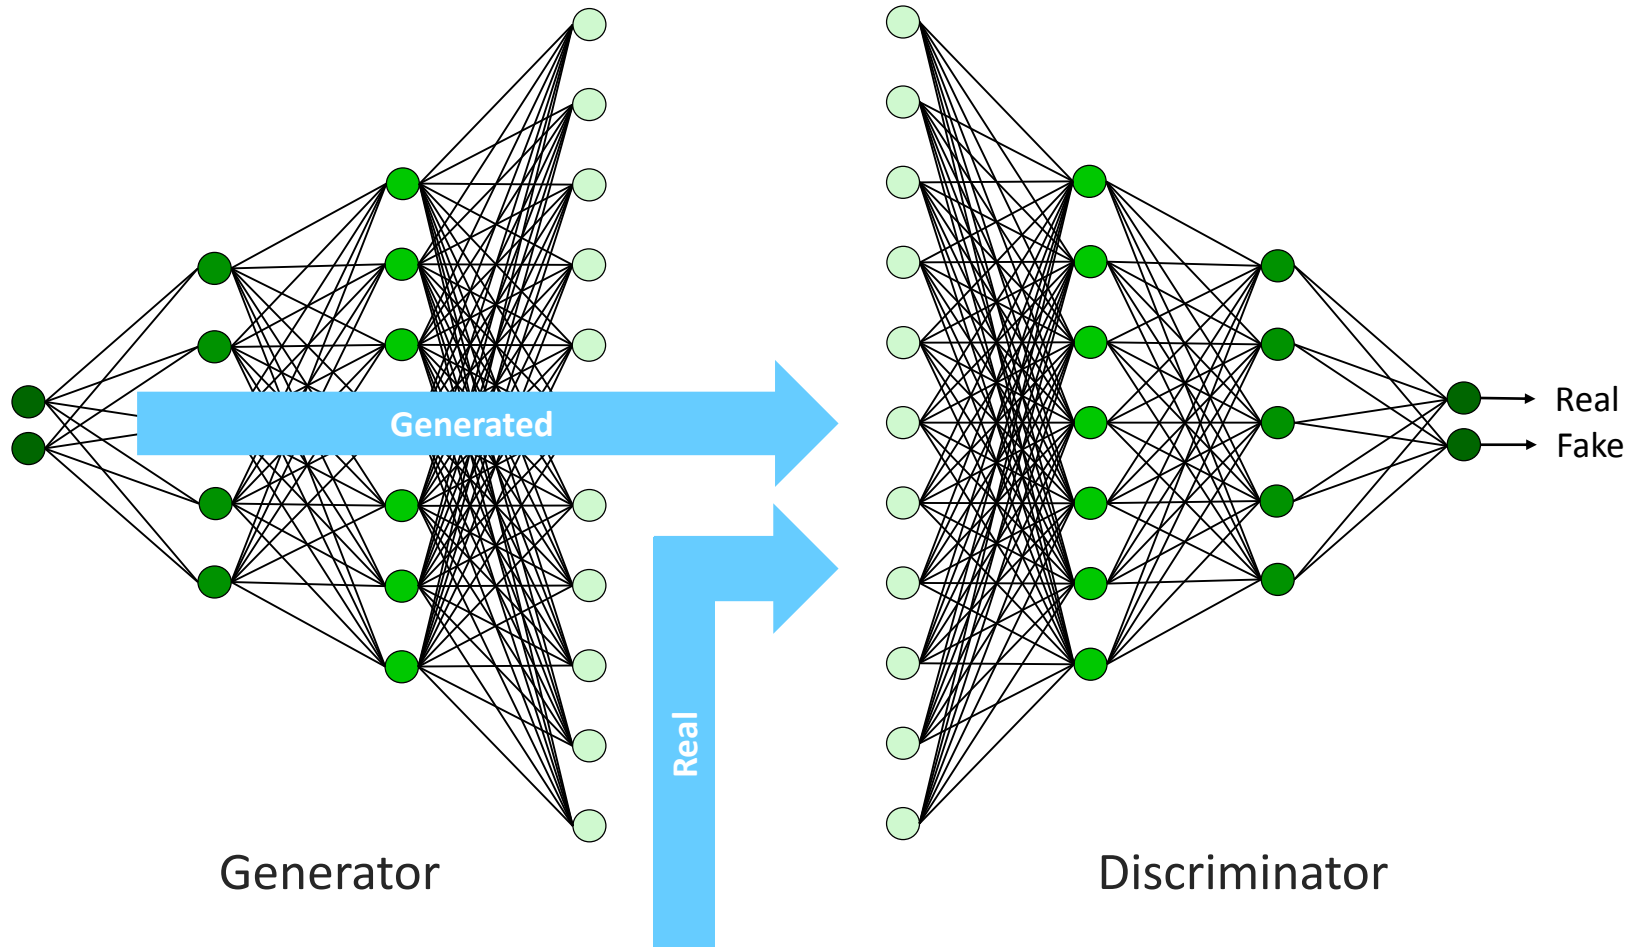 Generated
Real
Real
Fake
Generator
Discriminator